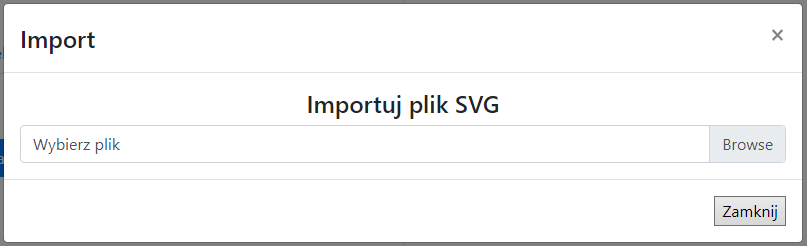 Import
×
Importuj plik SVG
Wybierz plik
Browse
Zamknij